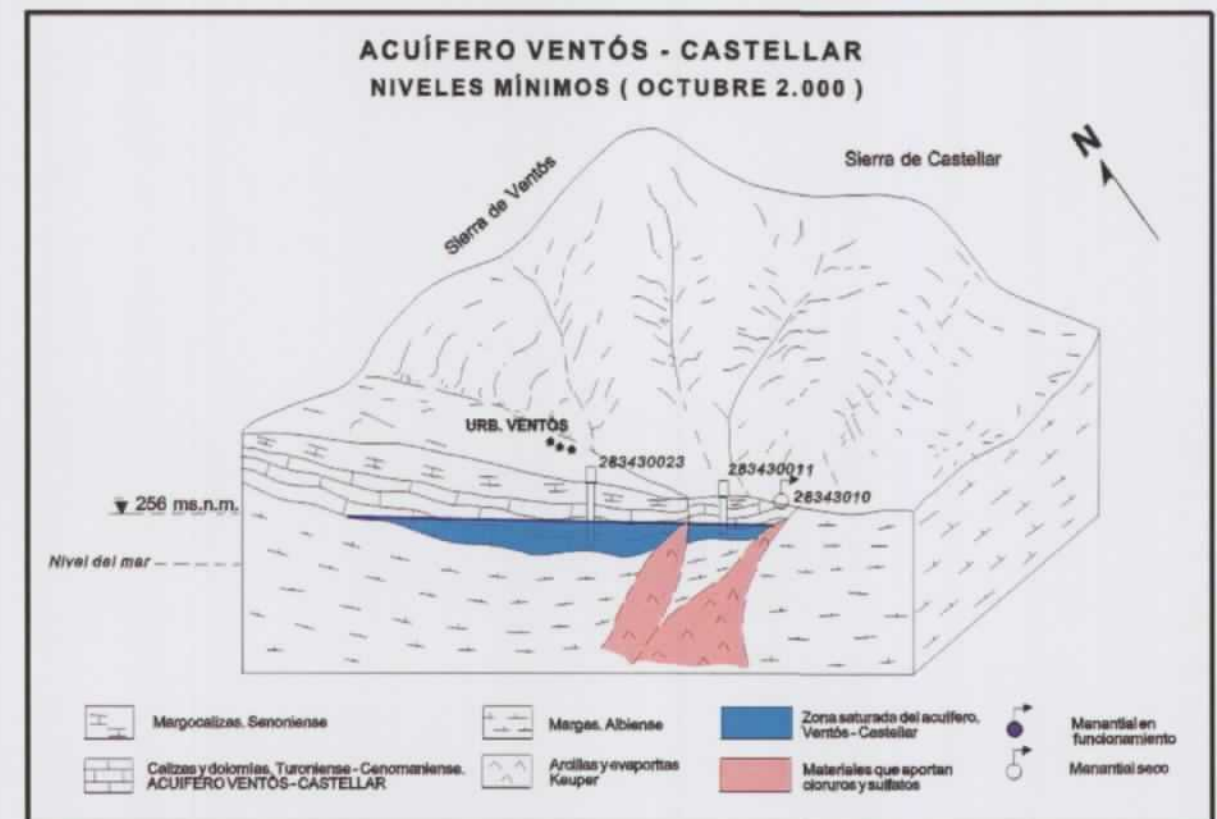 ACUÍFERO VENTÓS - CASTELLAR
NIVELES MÍNIMOS ( OCTUBRE 2.000 )
N
Sierra de Castellar
Sierra de Ventós
URB. VENTÓS
283430023
283430011
28343010
256 ms.n.m.
Nivel del mar
Margocalizas. Senoniense
Calizas y dolomías, Turoniense - Cenomaniense.
ACUIFERO VENTÓS - CASTELLAR
Margas. Albiense
Arcillas y evaporitas
Keuper
Zona saturada del acuífero.
Ventós - Castellar
Materiales que aportan
cloruros y sulfatos
Manantial en
funcionamiento
Manantial seco